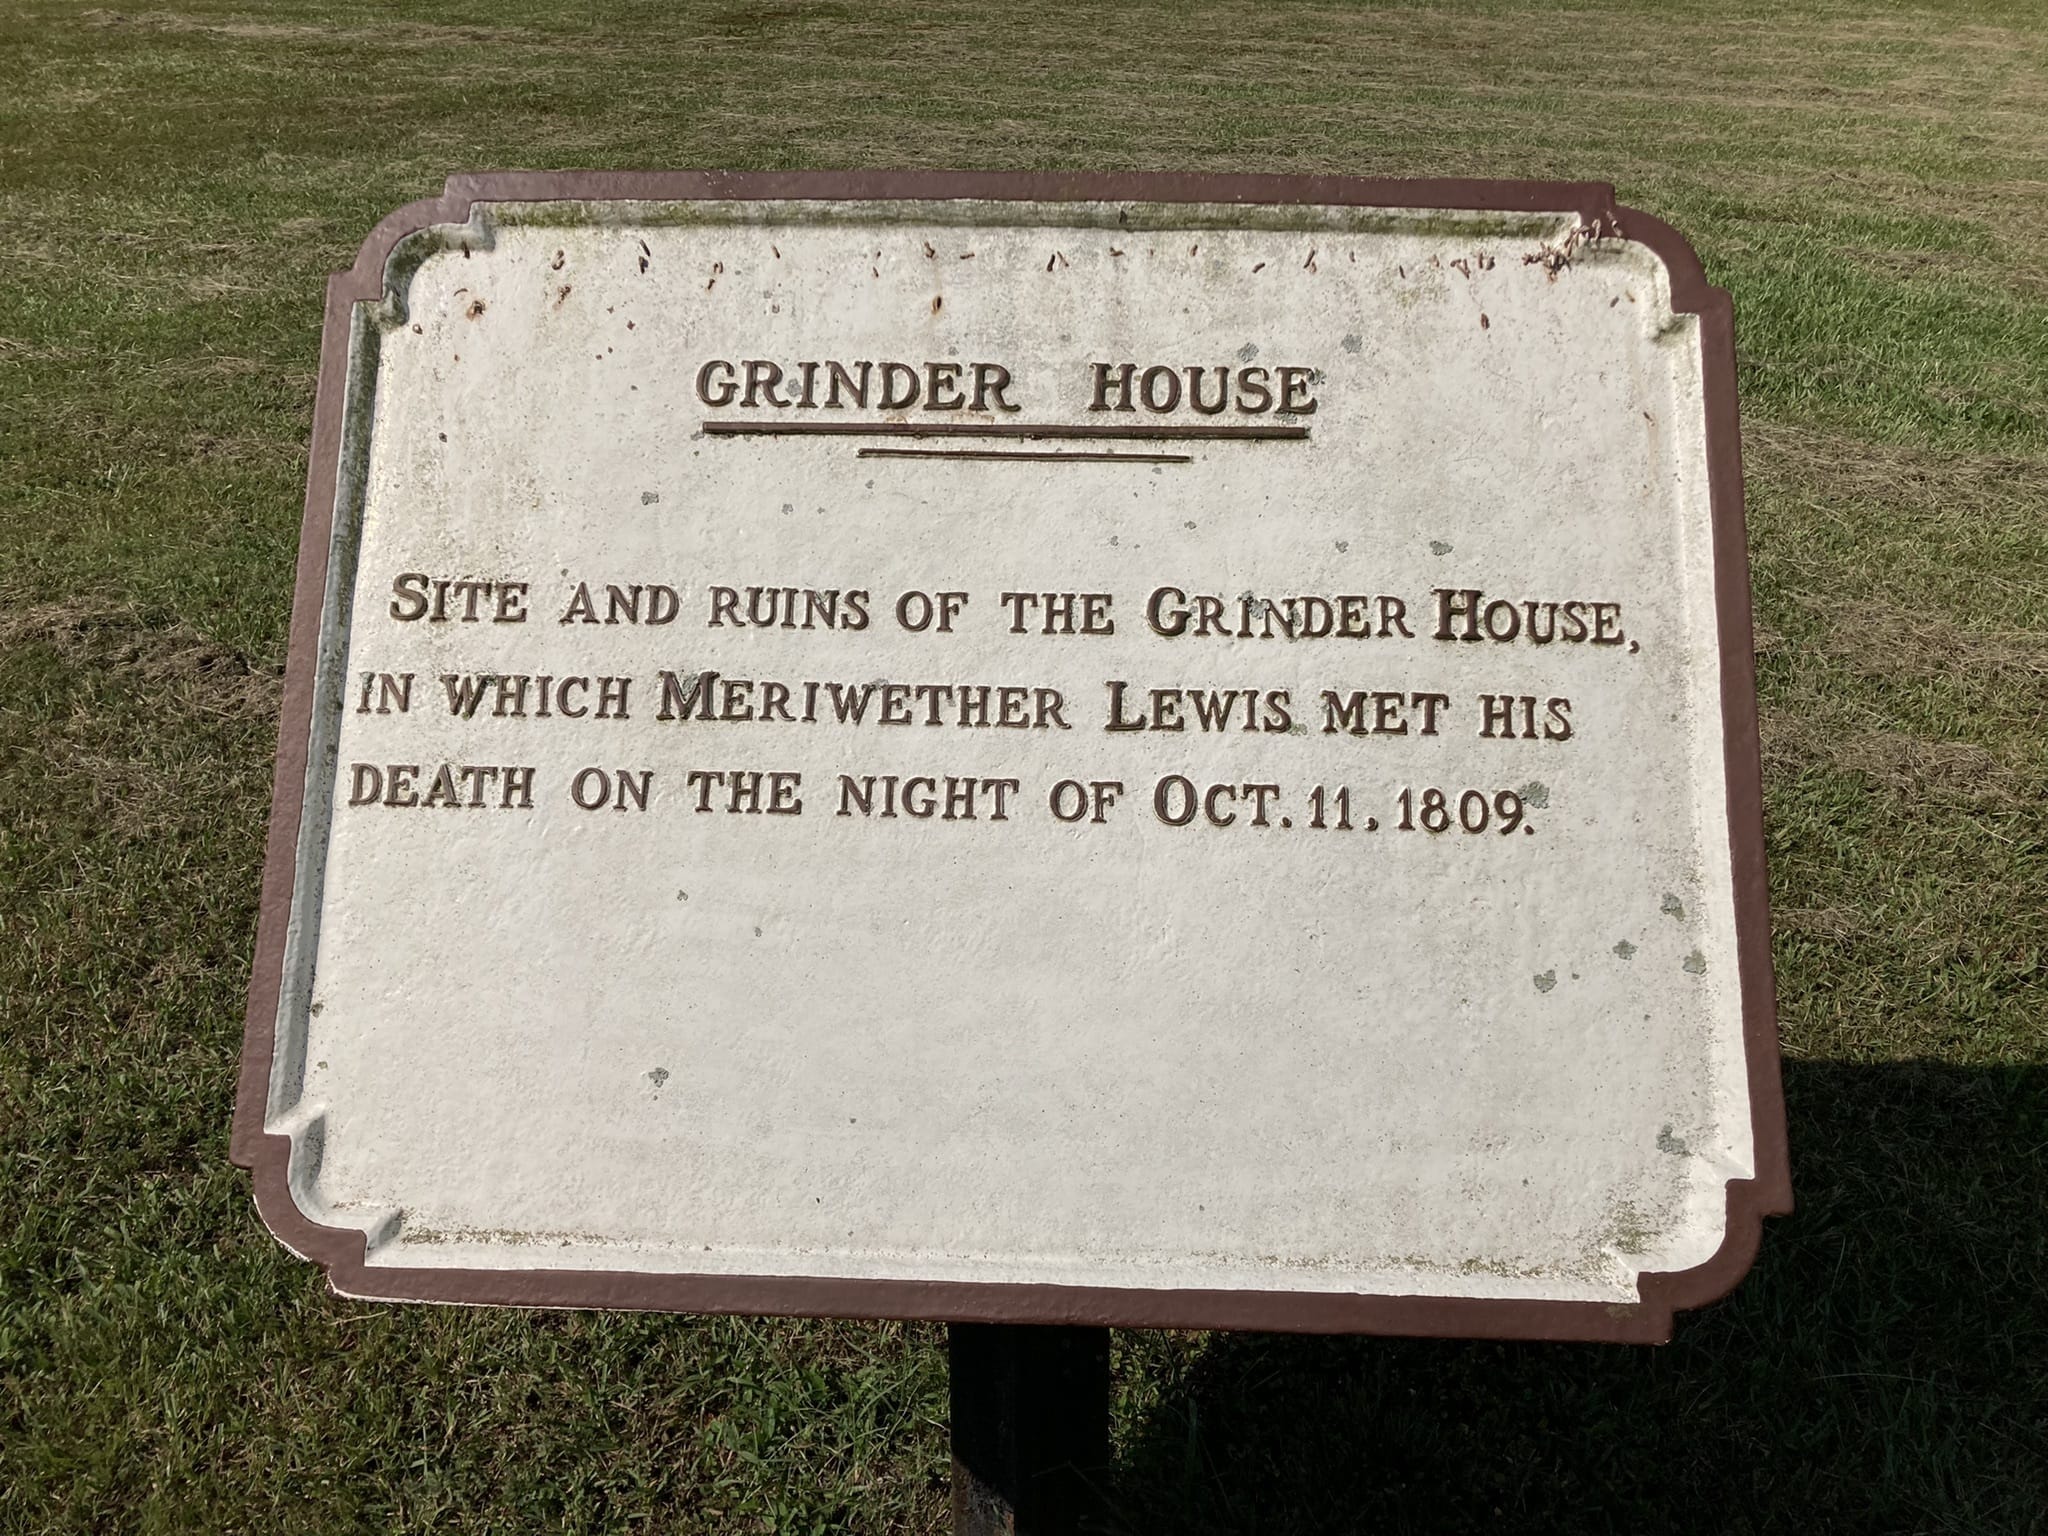 GRINDER HOUSE
SITE AND RUINS OF THE GRINDER HOUSE,
IN WHICH MERIWETHER LEWIS MET HIS
DEATH ON THE NIGHT OF OCT. 11, 1809.